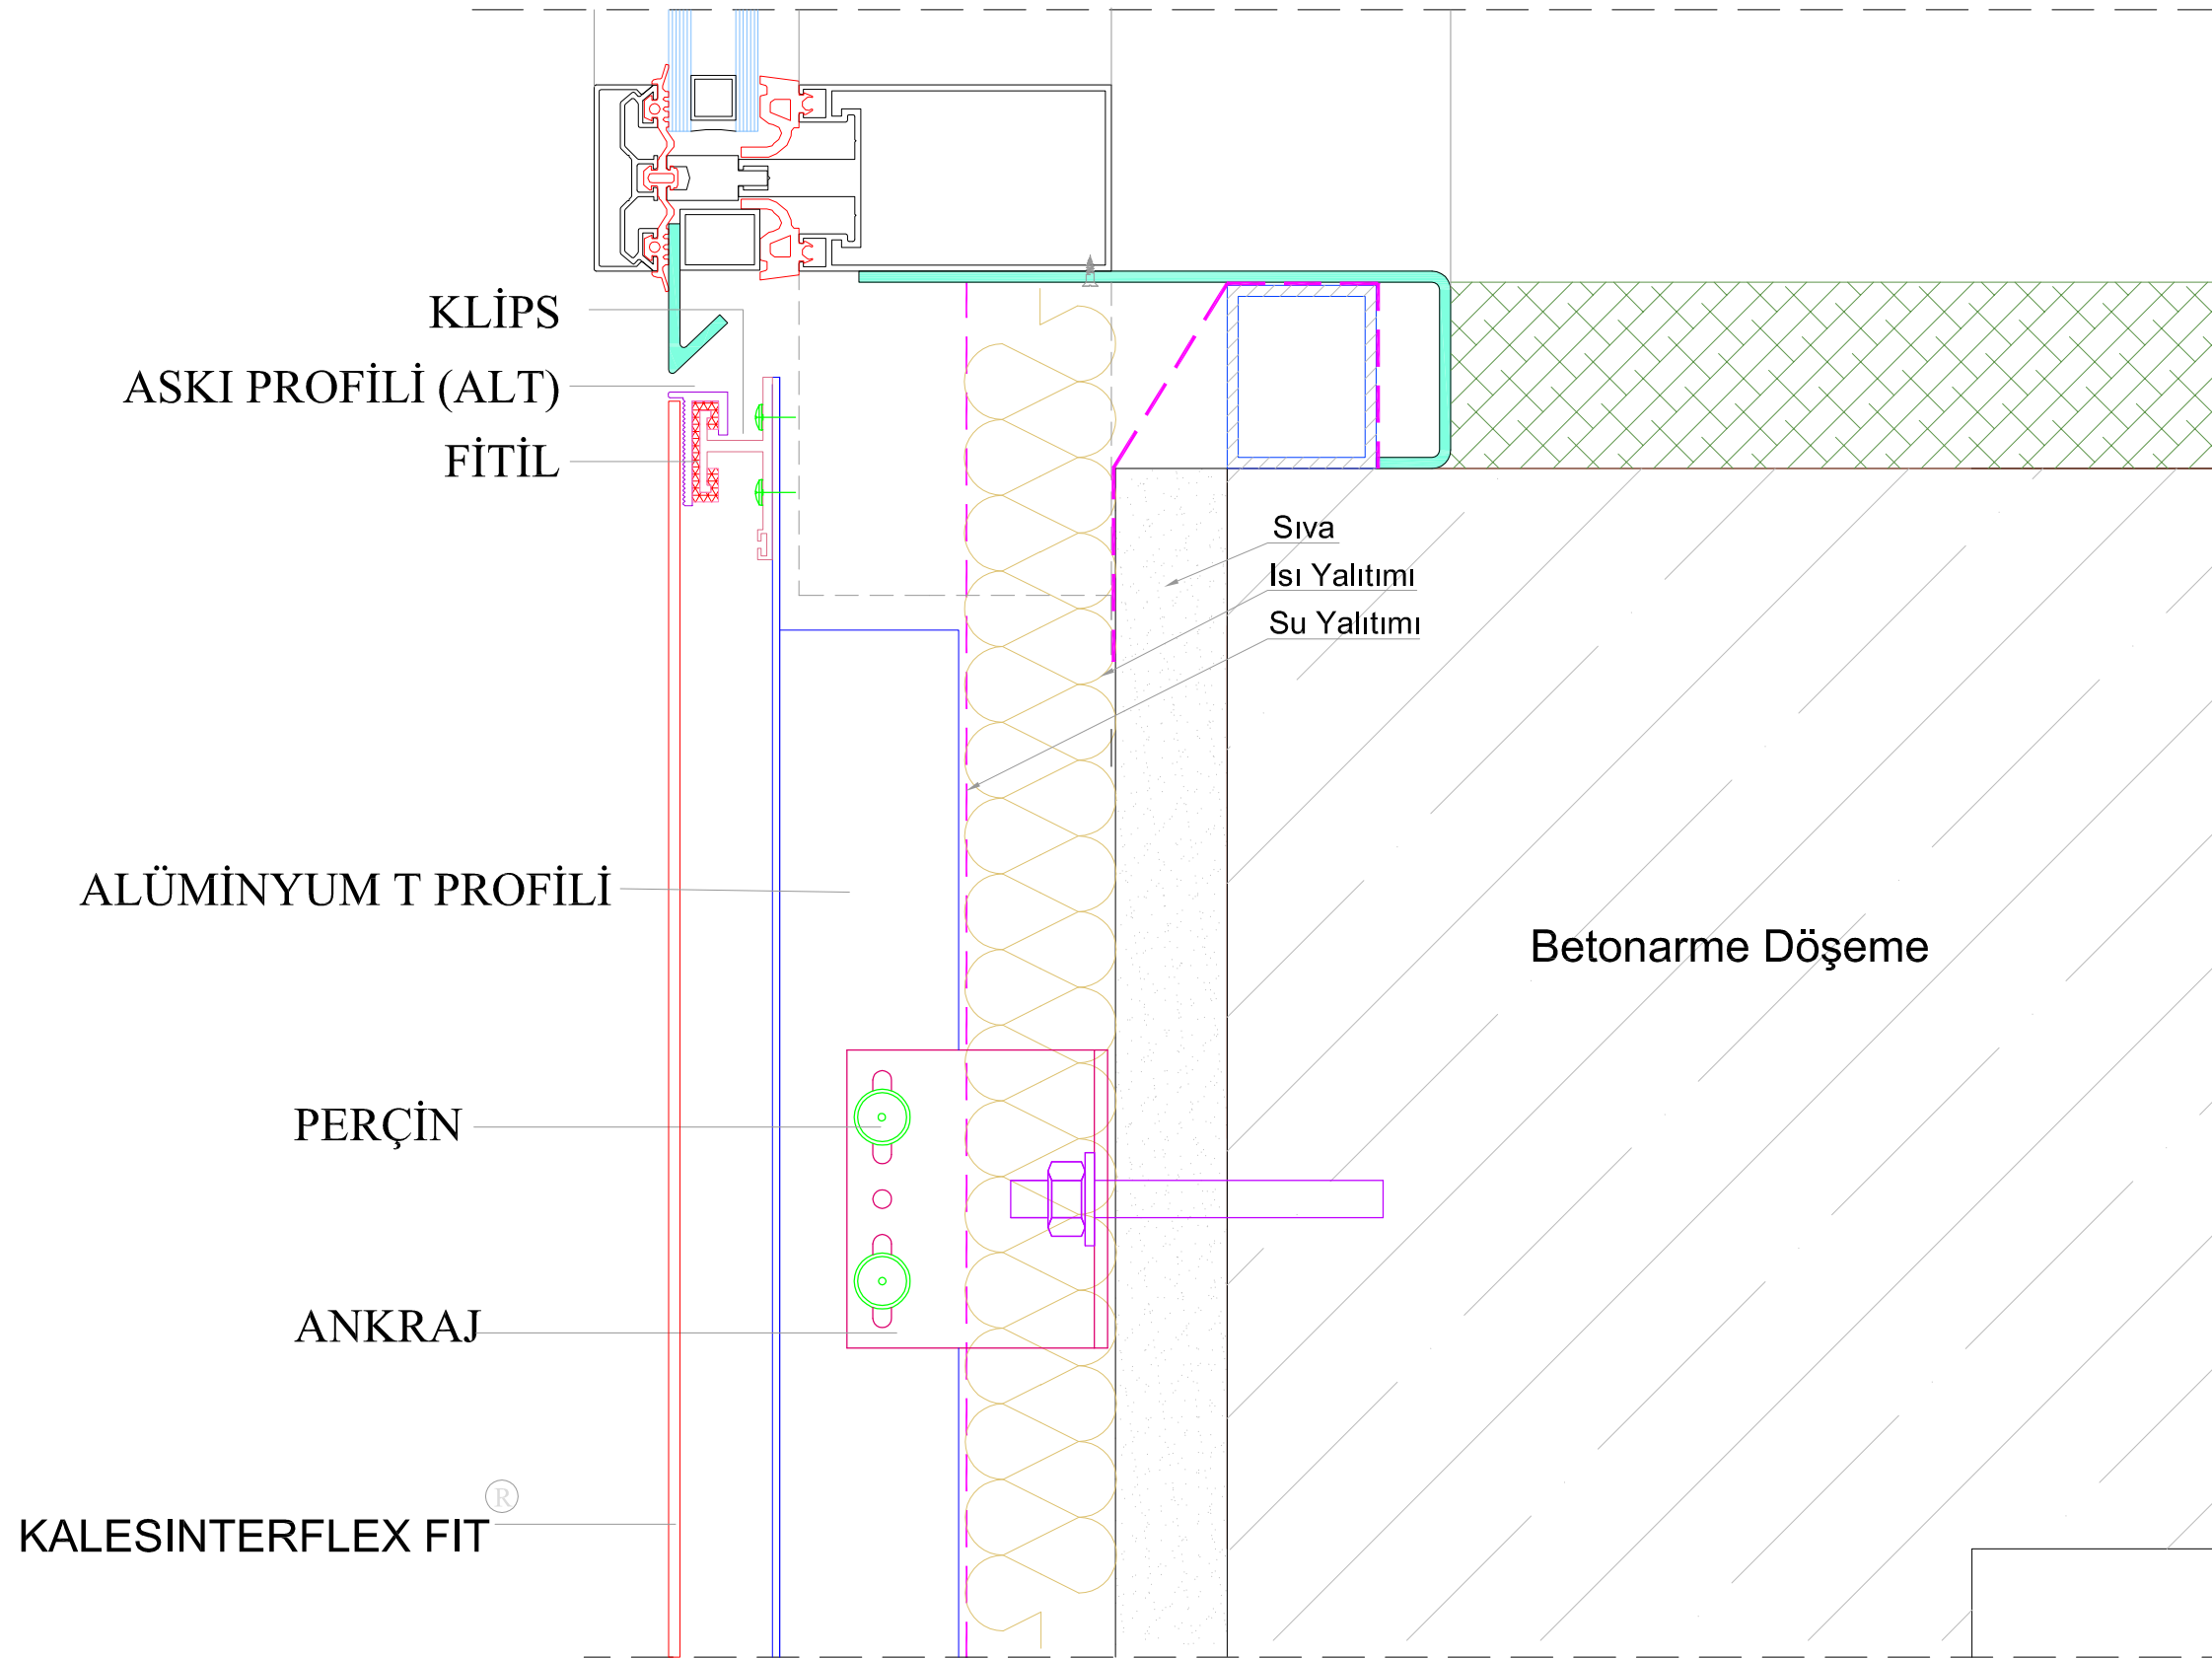 KLİPS
ASKI PROFİLİ (ALT)
FİTİL
Sıva
Isı Yalıtımı
Su Yalıtımı
ALÜMİNYUM T PROFİLİ
Betonarme Döşeme
PERÇİN
ANKRAJ
KALESINTERFLEX FIT ®